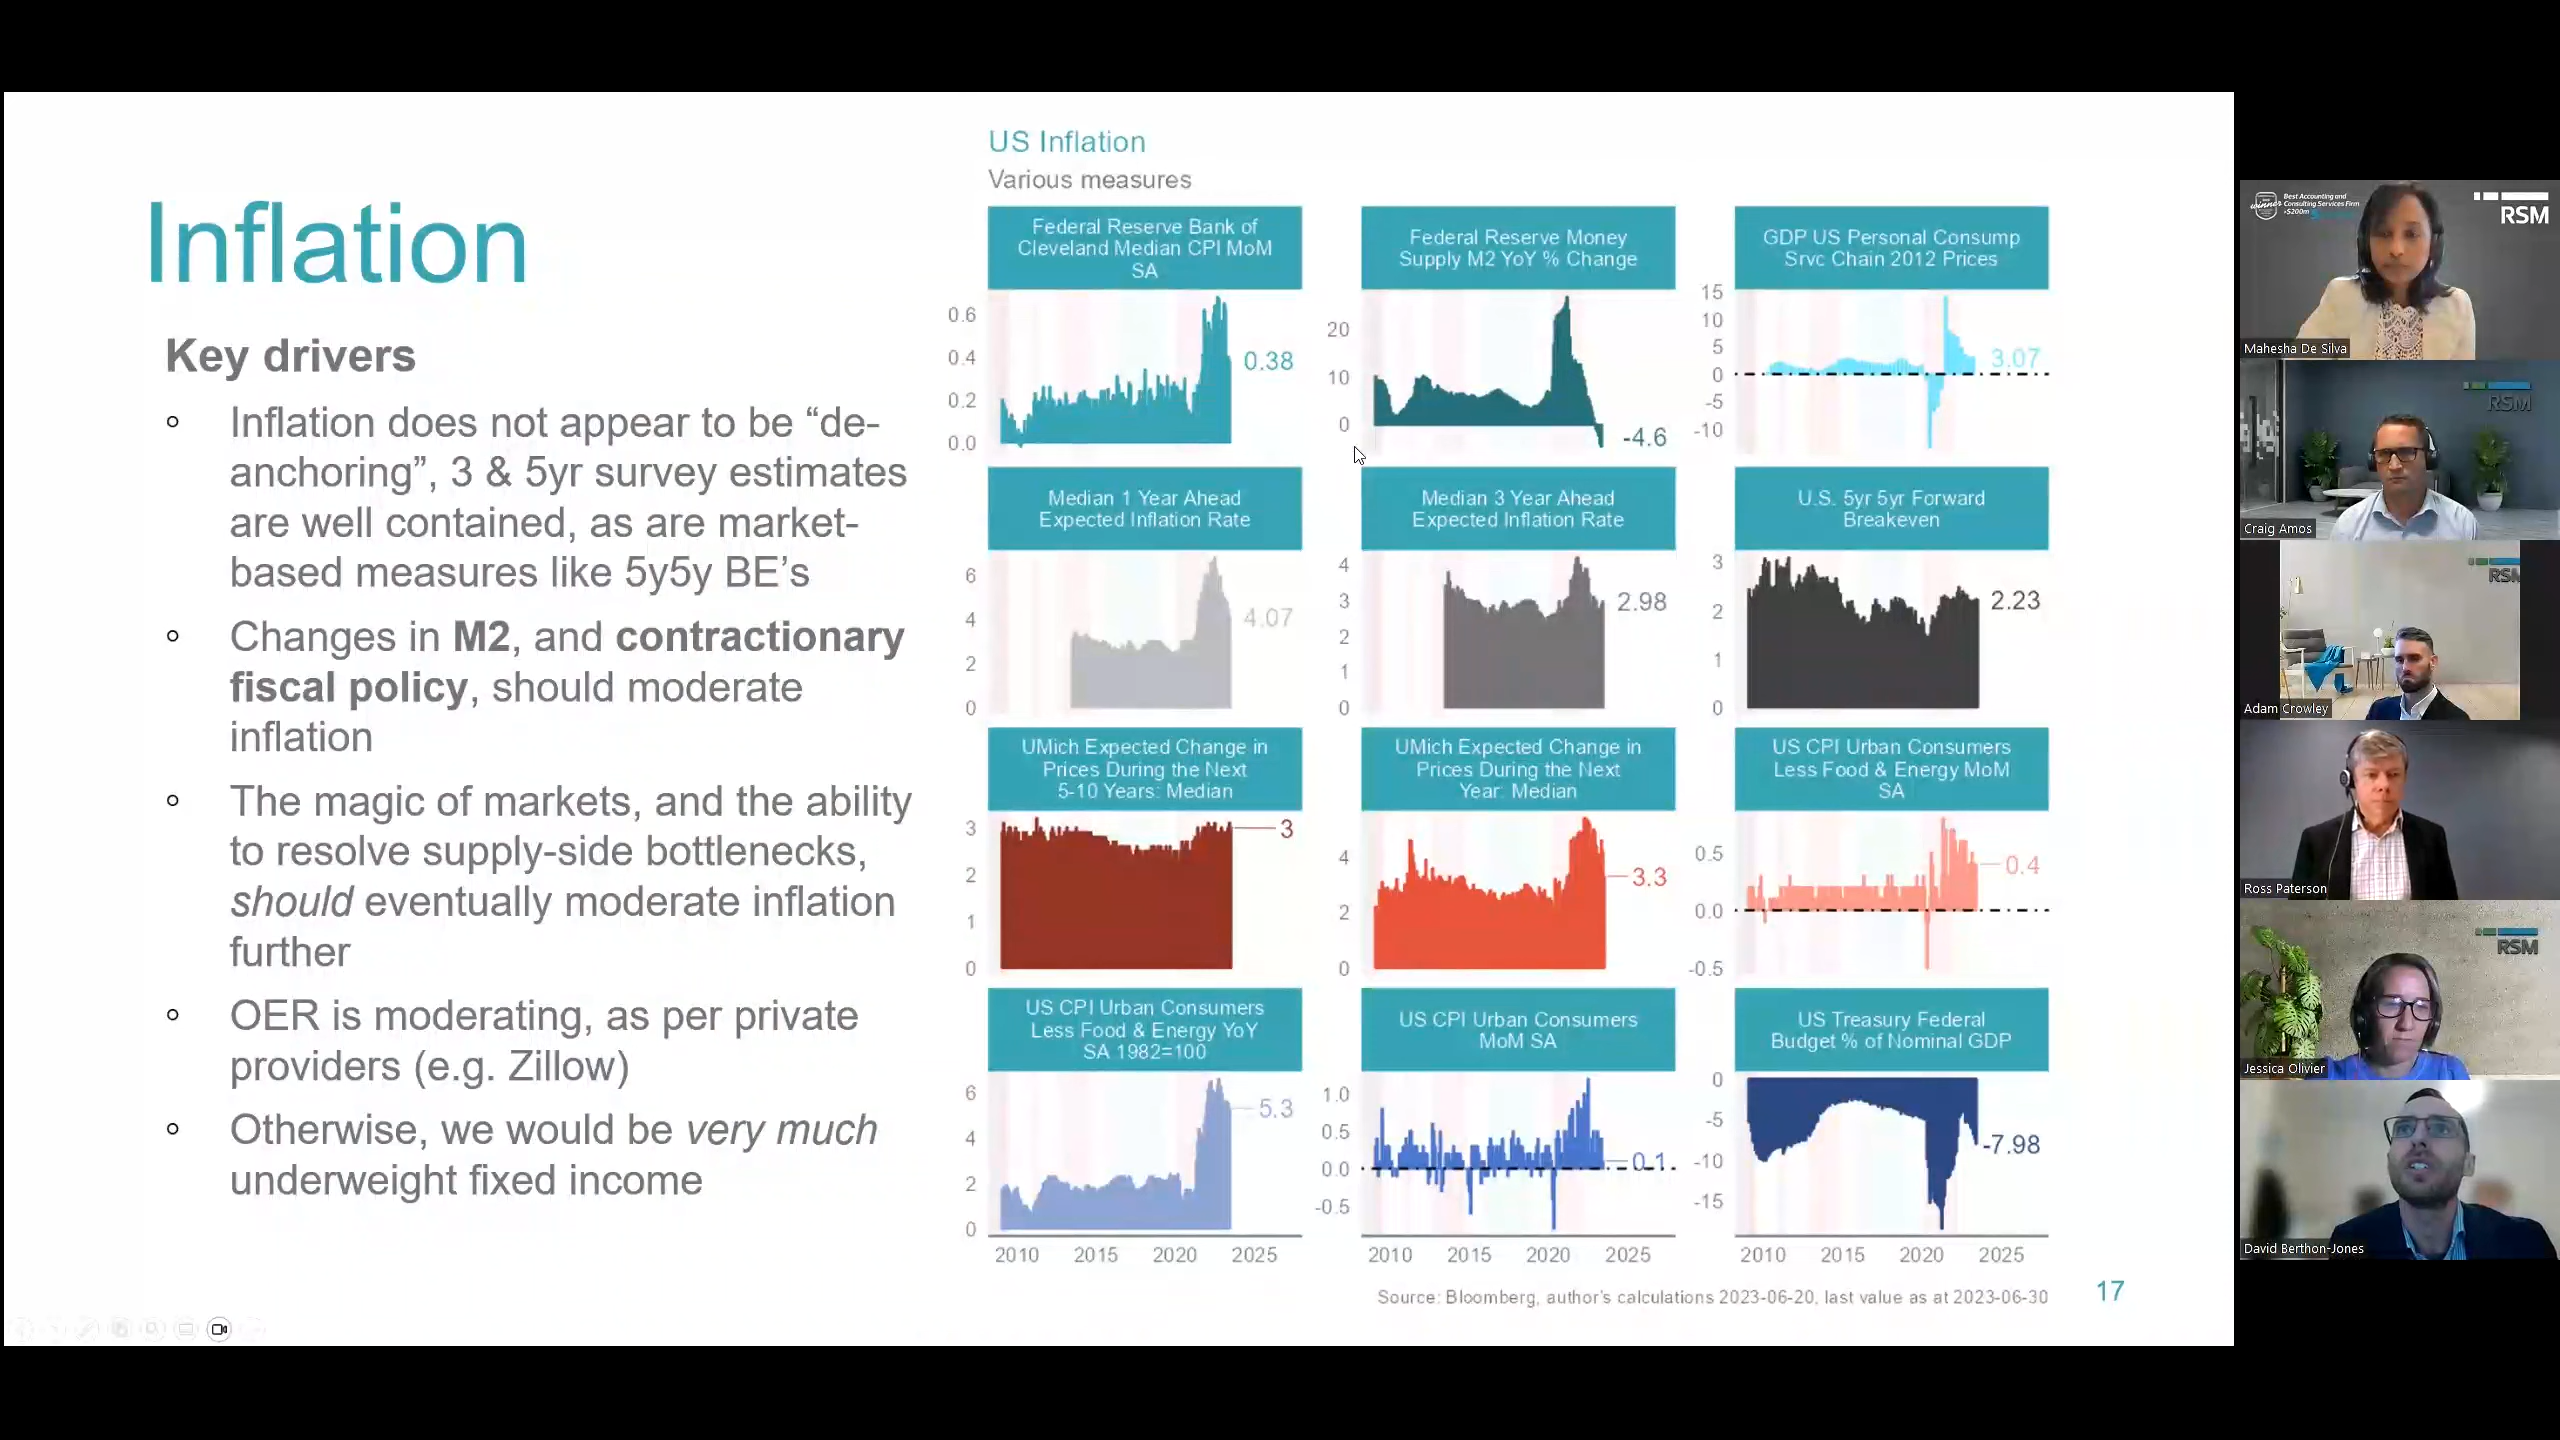 Inflation
Key drivers
Inflation does not appear to be “de-
anchoring”, 3 & 5yr survey estimates
are well contained, as are market-
based measures like 5y5y BE’s
Changes in M2, and contractionary
fiscal policy, should moderate
inflation
The magic of markets, and the ability
to resolve supply-side bottlenecks,
should eventually moderate inflation
further
OER is moderating, as per private
providers (e.g. Zillow)
Otherwise, we would be very much
underweight fixed income
US Inflation
Various measures
Federal Reserve Bank of
Cleveland Median CPI MoM
SA
0.6
0.4
0.2
0.0
0.38
Federal Reserve Money
Supply M2 YoY % Change
20
10
0
-4.6
GDP US Personal Consump
Srvc Chain 2012 Prices
15
10
5
0
-5
-10
3.07
Median 1 Year Ahead
Expected Inflation Rate
6
4
2
0
4.07
Median 3 Year Ahead
Expected Inflation Rate
4
3
2
1
0
2.98
U.S. 5yr 5yr Forward
Breakeven
3
2
1
0
2.23
UMich Expected Change in
Prices During the Next
5-10 Years: Median
3
2
1
0
3
UMich Expected Change in
Prices During the Next
Year: Median
4
2
0
3.3
US CPI Urban Consumers
Less Food & Energy MoM
SA
0.5
0.0
-0.5
0.4
US CPI Urban Consumers
Less Food & Energy YoY
SA 1982=100
6
4
2
0
5.3
2010 2015 2020 2025
US CPI Urban Consumers
MoM SA
1.0
0.5
0.0
-0.5
0.1
2010 2015 2020 2025
US Treasury Federal
Budget % of Nominal GDP
0
-5
-10
-15
-7.98
2010 2015 2020 2025
Source: Bloomberg, author’s calculations 2023-06-20, last value as at 2023-06-30
17
winner
Best Accounting and
Consulting Services Firm
>$200m
RSM
Mahesha De Silva
RSM
Craig Amos
RSM
Adam Crowley
Ross Paterson
RSM
Jessica Olivier
David Berthon-Jones